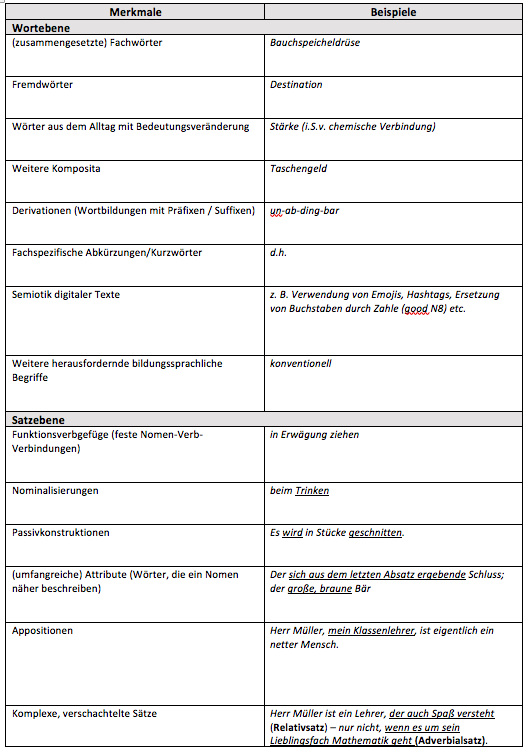 Merkmale Beispiele
Wortebene
(zusammengesetzte) Fachwörter Bauchspeicheldrüse
Fremdwörter Destination
Wörter aus dem Alltag mit Bedeutungsveränderung Stärke (i.S.v. chemische Verbindung)
Weitere Komposita Taschengeld
Derivationen (Wortbildungen mit Präfixen / Suffixen) un-ab-ding-bar
Fachspezifische Abkürzungen/Kurzwörter d.h.
Semiotik digitaler Texte z. B. Verwendung von Emojis, Hashtags, Ersetzung
von Buchstaben durch Zahle (good N8) etc.
Weitere herausfordernde bildungssprachliche konventionell
Begriffe
Satzebene
Funktionsverbgefüge (feste Nomen-Verb- in Erwägung ziehen
Verbindungen)
Nominalisierungen beim Trinken
Passivkonstruktionen Es wird in Stücke geschnitten.
(umfangreiche) Attribute (Wörter, die ein Nomen Der sich aus dem letzten Absatz ergebende Schluss;
näher beschreiben) der große, braune Bär
Appositionen Herr Müller, mein Klassenlehrer, ist eigentlich ein
netter Mensch.
Komplexe, verschachtelte Sätze Herr Müller ist ein Lehrer, der auch Spaß versteht
(Relativsatz) – nur nicht, wenn es um sein
Lieblingsfach Mathematik geht (Adverbialsatz).